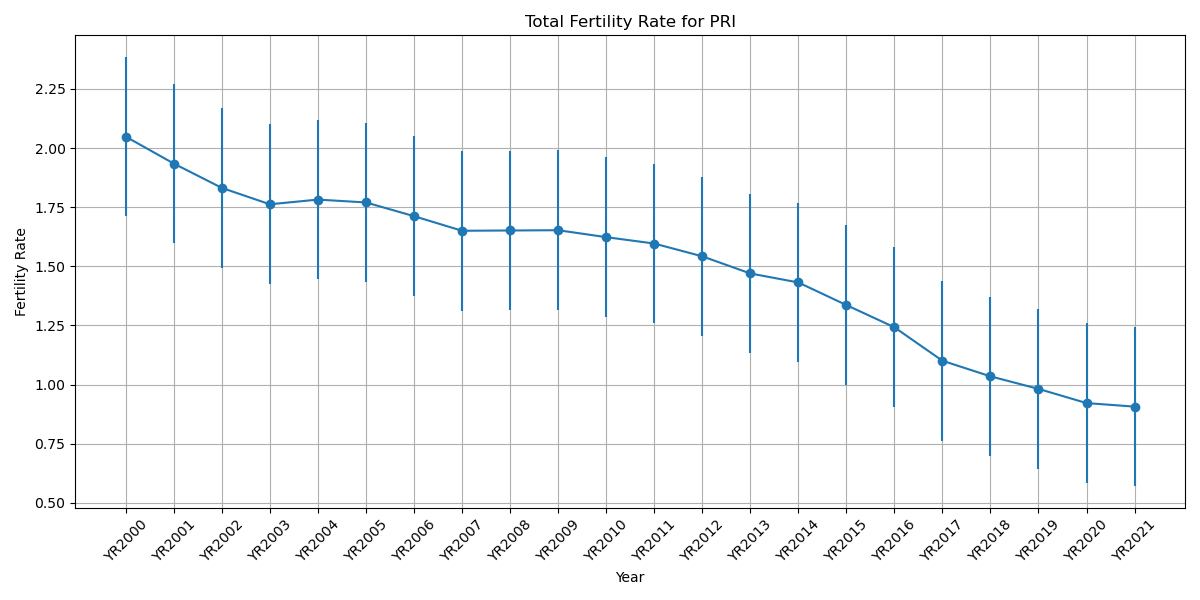 Total Fertility Rate for PRI
Fertility Rate
2.25
2.00
1.75
1.50
1.25
1.00
0.75
0.50
YR2000
YR2001
YR2002
YR2003
YR2004
YR2005
YR2006
YR2007
YR2008
YR2009
YR2010
YR2011
YR2012
YR2013
YR2014
YR2015
YR2016
YR2017
YR2018
YR2019
YR2020
YR2021
Year